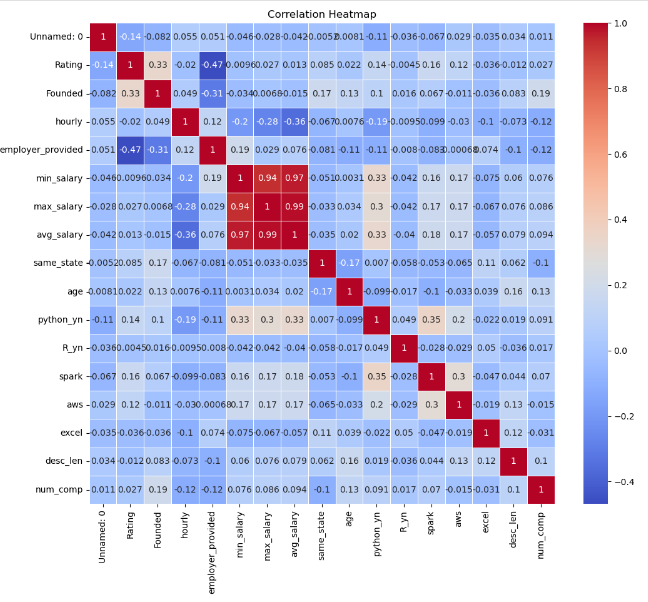 Correlation Heatmap
Unnamed: 0 1 -0.14 -0.082 0.055 0.051 -0.046 -0.028 -0.042 -0.0052 0.0081 -0.11 -0.036 -0.067 0.029 -0.035 -0.034 0.011
Rating -0.14 1 0.33 -0.02 -0.47 0.0096 0.027 0.013 0.085 0.022 0.14 -0.0045 0.16 0.12 -0.036 -0.012 0.027
Founded -0.082 0.33 1 0.049 -0.31 -0.034 0.0068 -0.015 0.17 0.13 0.1 0.016 0.067 -0.011 -0.036 0.083 0.19
hourly 0.055 -0.02 0.049 1 0.12 -0.2 -0.28 -0.36 -0.067 0.0076 -0.19 0.0095 0.099 -0.03 -0.1 -0.073 -0.12
employer_provided 0.051 -0.47 -0.31 0.12 1 0.19 0.029 0.076 -0.081 -0.11 -0.11 -0.008 -0.083 0.074 -0.1 -0.12
min_salary -0.046 0.0096 0.034 -0.2 0.19 1 0.94 0.97 -0.051 0.0031 0.33 -0.042 0.16 0.17 -0.075 0.06 0.076
max_salary -0.028 0.027 0.0068 -0.28 0.029 0.94 1 0.99 -0.033 0.034 0.3 -0.042 0.17 0.17 -0.067 0.076 0.086
avg_salary -0.042 0.013 -0.015 -0.36 0.076 0.97 0.99 1 -0.035 0.02 0.33 -0.04 0.18 0.17 -0.057 0.079 0.094
same_state -0.0052 0.085 0.17 -0.067 -0.081 -0.051 -0.033 -0.035 1 -0.17 0.007 -0.058 -0.053 -0.065 0.11 0.062 -0.1
age -0.0081 0.022 0.13 0.0076 -0.11 0.0031 0.034 0.02 -0.17 1 -0.099 -0.017 -0.1 -0.033 0.039 0.16 0.13
python_yn -0.11 0.14 0.1 -0.19 -0.11 0.33 0.3 0.33 0.007 -0.099 1 0.049 0.35 0.2 -0.022 0.019 0.091
R_yn -0.036 0.0045 0.016 0.0095 0.008 -0.042 -0.042 -0.04 -0.058 -0.017 0.049 1 -0.028 -0.029 0.05 -0.036 0.017
spark -0.067 0.16 0.067 -0.099 -0.083 0.16 0.17 0.18 -0.053 -0.1 0.35 -0.028 1 0.3 -0.047 0.044 0.07
aws 0.029 0.12 -0.011 -0.03 0.17 0.17 0.17 -0.065 -0.033 0.2 -0.029 0.3 1 -0.019 0.13 -0.015
excel -0.035 -0.036 -0.036 -0.1 0.074 -0.075 -0.067 -0.057 0.11 0.039 -0.022 0.05 -0.047 -0.019 1 0.12 -0.031
desc_len -0.034 -0.012 0.083 -0.073 -0.1 0.06 0.076 0.079 0.062 0.16 0.019 -0.036 0.044 0.13 0.12 1 0.1
num_comp 0.011 0.027 0.19 -0.12 -0.12 0.076 0.086 0.094 -0.1 0.13 0.091 0.017 0.07 -0.015 -0.031 0.1 1
Unnamed: 0
Rating
Founded
hourly
employer_provided
min_salary
max_salary
avg_salary
same_state
age
python_yn
R_yn
spark
aws
excel
desc_len
num_comp
1.0
0.8
0.6
0.4
0.2
0.0
−0.2
−0.4